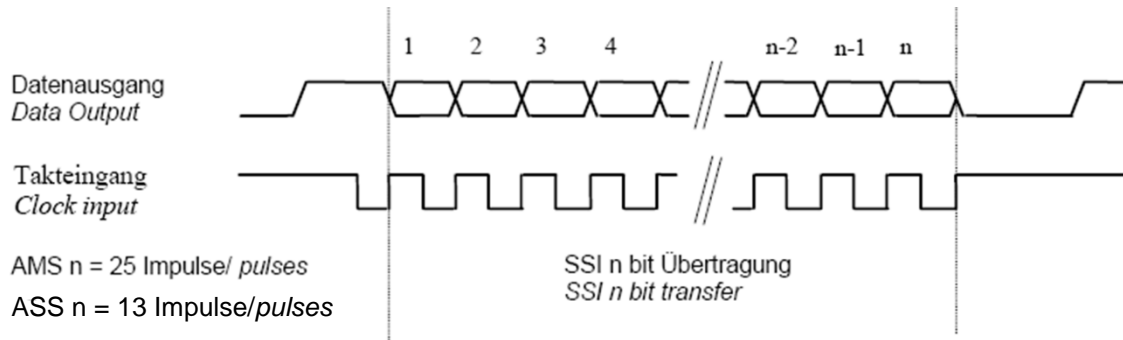 1 2 3 4 n-2 n-1 n
Datenausgang
Data Output
Takteingang
Clock input
AMS n = 25 Impulse/ pulses
ASS n = 13 Impulse/pulses
SSI n bit Übertragung
SSI n bit transfer